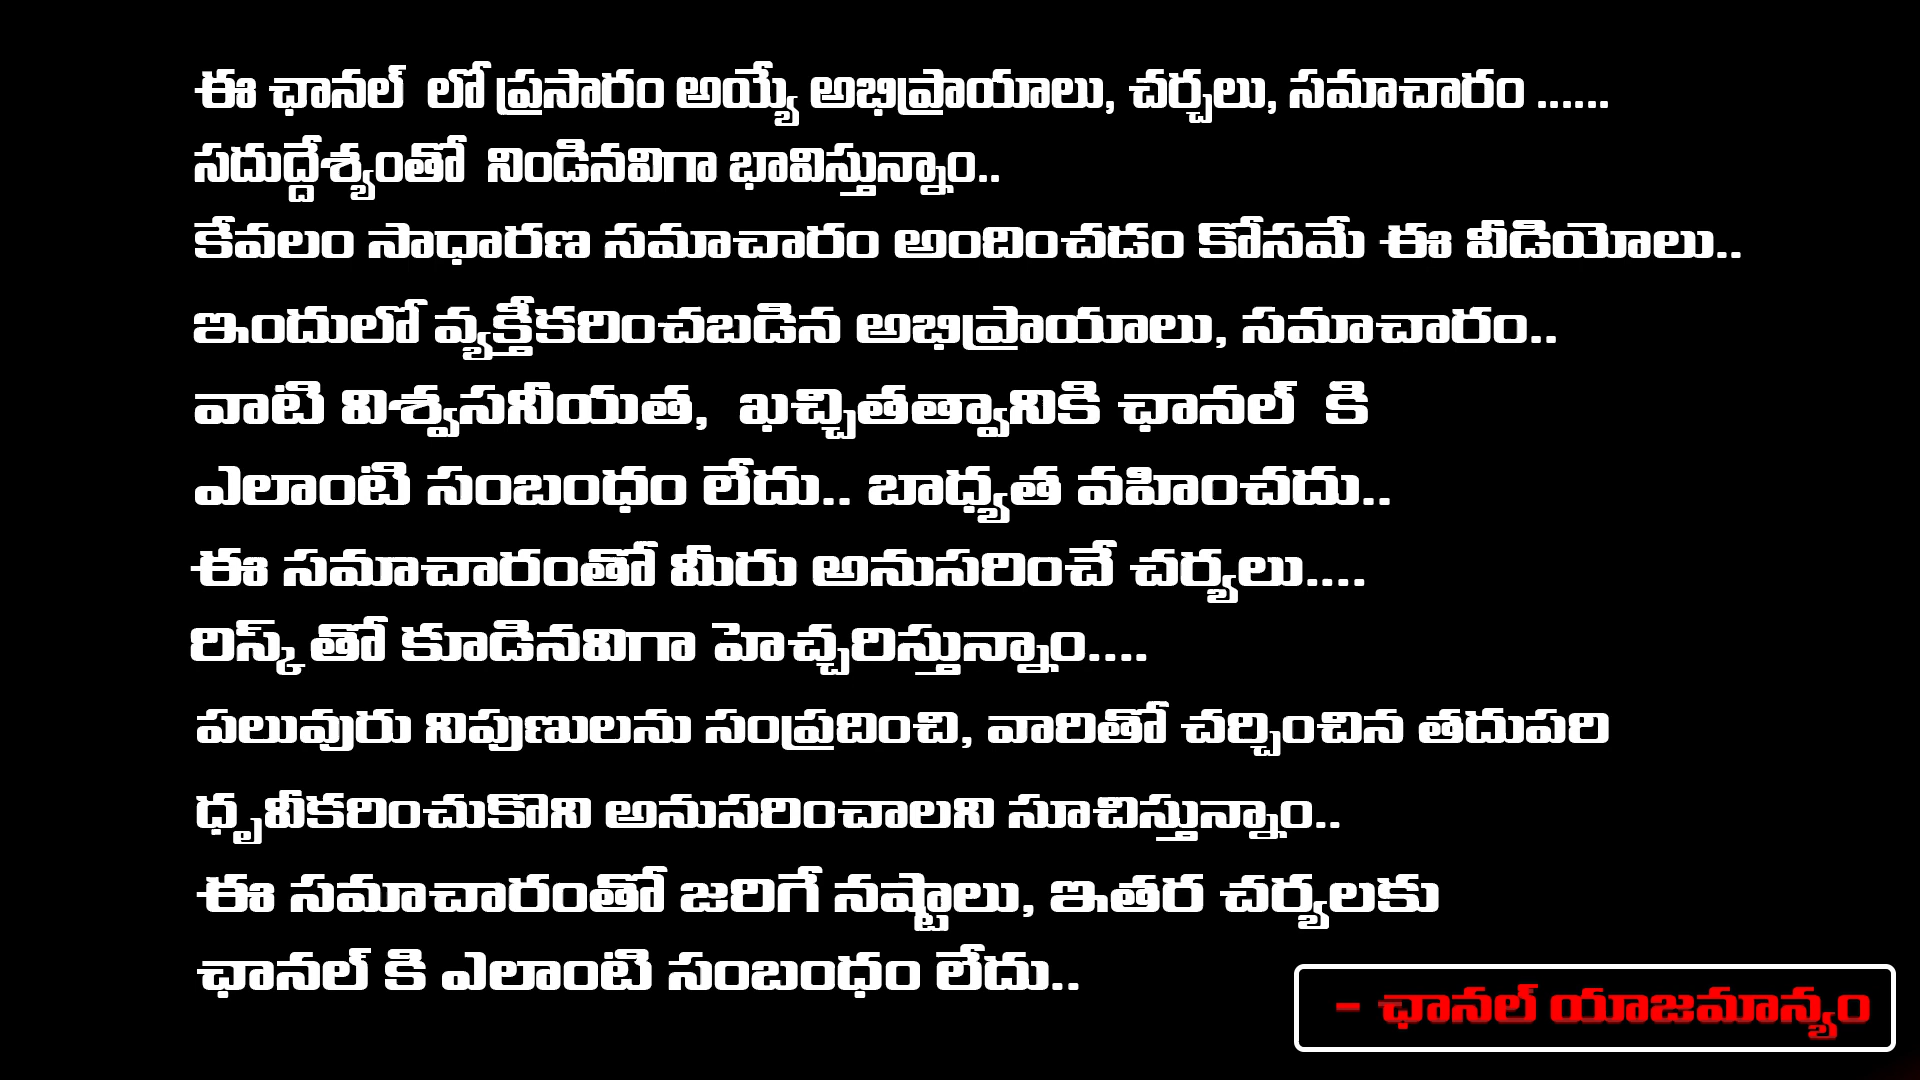 ఈ ఛానల్ లో ప్రసారం అయ్యే అభిప్రాయాలు, చర్చలు, సమాచారం ......
సదుద్దేశ్యంతో నిండినవిగా భావిస్తున్నాం..
కేవలం సాధారణ సమాచారం అందించడం కోసమే ఈ వీడియోలు..
ఇందులో వ్యక్తీకరించబడిన అభిప్రాయాలు, సమాచారం..
వాటి విశ్వసనీయత, ఖచ్చితత్వానికి ఛానల్ కి
ఎలాంటి సంబంధం లేదు.. బాధ్యత వహించదు..
ఈ సమాచారంతో మీరు అనుసరించే చర్యలు....
రిస్క్ తో కూడినవిగా హెచ్చరిస్తున్నాం....
పలువురు నిపుణులను సంప్రదించి, వారితో చర్చించిన తదుపరి
ధృవీకరించుకొని అనుసరించాలని సూచిస్తున్నాం..
ఈ సమాచారంతో జరిగే నష్టాలు, ఇతర చర్యలకు
ఛానల్ కి ఎలాంటి సంబంధం లేదు..
- ఛానల్ యాజమాన్యం